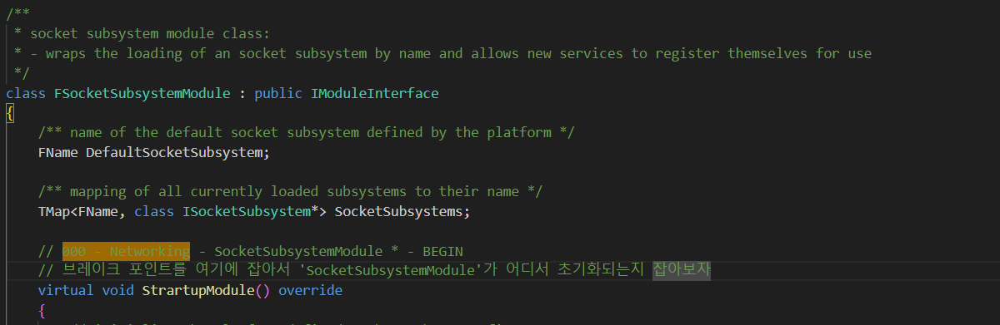 /**
* socket subsystem module class:
* - wraps the loading of an socket subsystem by name and allows new services to register themselves for use
*/
class FSocketSubsystemModule : public IModuleInterface
{
/** name of the default socket subsystem defined by the platform */
FName DefaultSocketSubsystem;
/** mapping of all currently loaded subsystems to their name */
TMap<FName, class ISocketSubsystem*> SocketSubsystems;
// 000 - Networking - SocketSubsystemModule * - BEGIN
// 브레이크 포인트를 여기에 잡아서 'SocketSubsystemModule'가 어디서 초기화되는지 잡아보자
virtual void StrartupModule() override
{